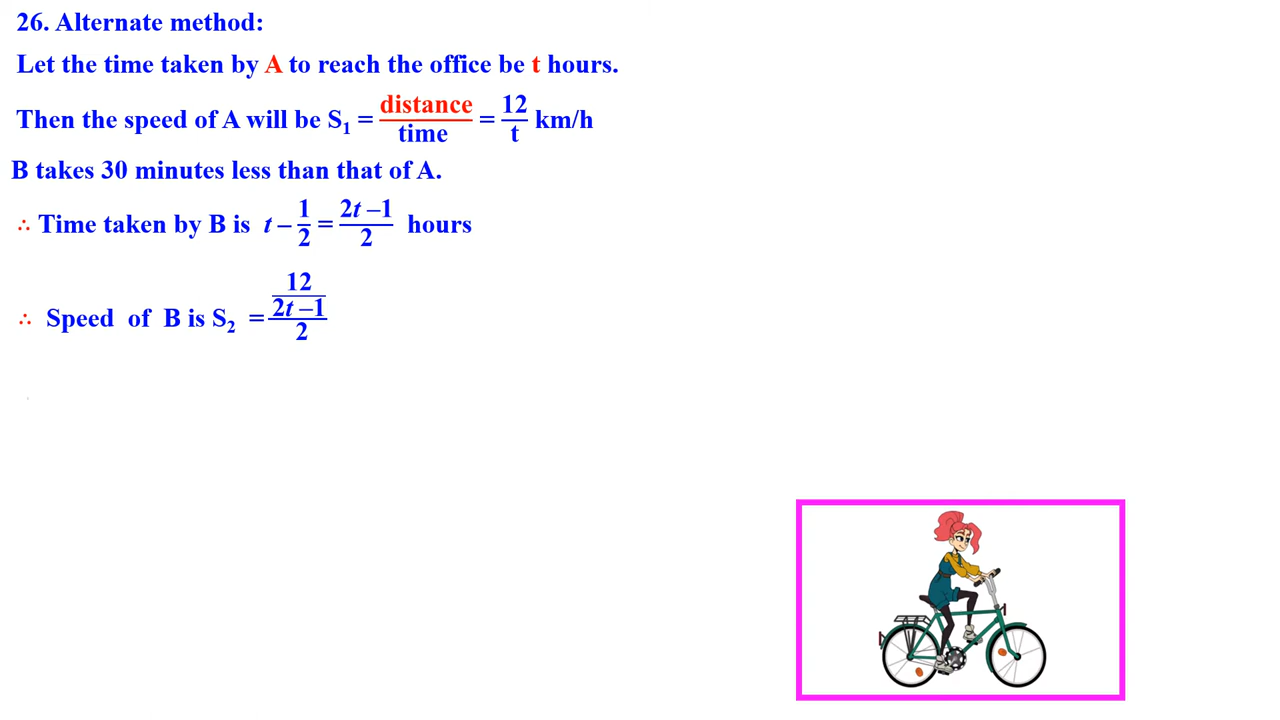 26. Alternate method:
Let the time taken by A to reach the office be t hours.
Then the speed of A will be S₁ = distance/time = 12/t km/h
B takes 30 minutes less than that of A.
∴ Time taken by B is t – 1/2 = 2t –1/2 hours
∴ Speed of B is S₂ = 12/2t –1/2